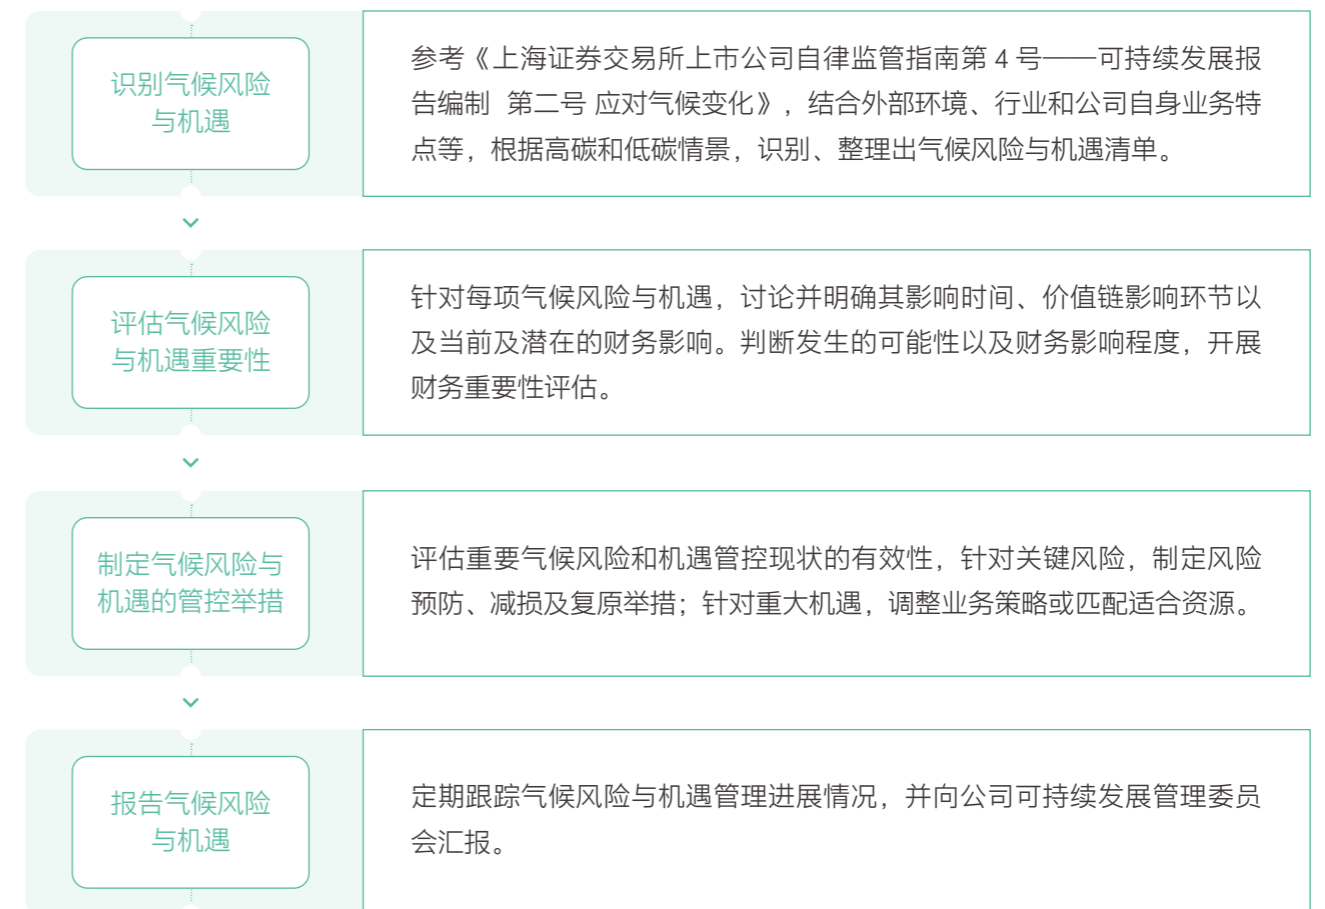 识别气候风险
与机遇
参考《上海证券交易所上市公司自律监管指南第 4 号——可持续发展报
告编制 第二号 应对气候变化》，结合外部环境、行业和公司自身业务特
点等，根据高碳和低碳情景，识别、整理出气候风险与机遇清单。
评估气候风险
与机遇重要性
针对每项气候风险与机遇，讨论并明确其影响时间、价值链影响环节以
及当前及潜在的财务影响。判断发生的可能性以及财务影响程度，开展
财务重要性评估。
制定气候风险与
机遇的管控举措
评估重要气候风险和机遇管控现状的有效性，针对关键风险，制定风险
预防、减损及复原举措；针对重大机遇，调整业务策略或匹配适合资源。
报告气候风险
与机遇
定期跟踪气候风险与机遇管理进展情况，并向公司可持续发展管理委员
会汇报。